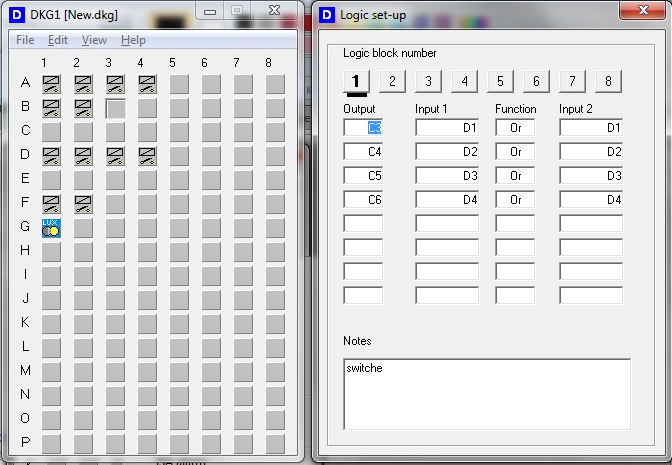 D DKG1 [New.dkg]
File Edit View Help
1 2 3 4 5 6 7 8
A
B
C
D
E
F
G LUX
H
I
J
K
L
M
N
O
P
D Logic set-up
Logic block number
1 2 3 4 5 6 7 8
Output Input 1 Function Input 2
C3 D1 Or D1
C4 D2 Or D2
C5 D3 Or D3
C6 D4 Or D4
Notes
switche